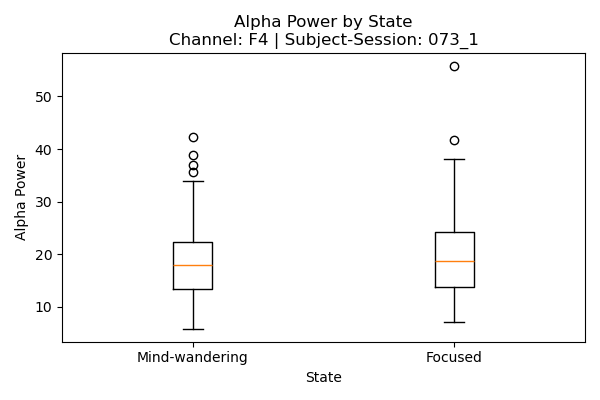 Alpha Power by State
Channel: F4 | Subject-Session: 073_1
50
40
30
20
10
Alpha Power
Mind-wandering
Focused
State